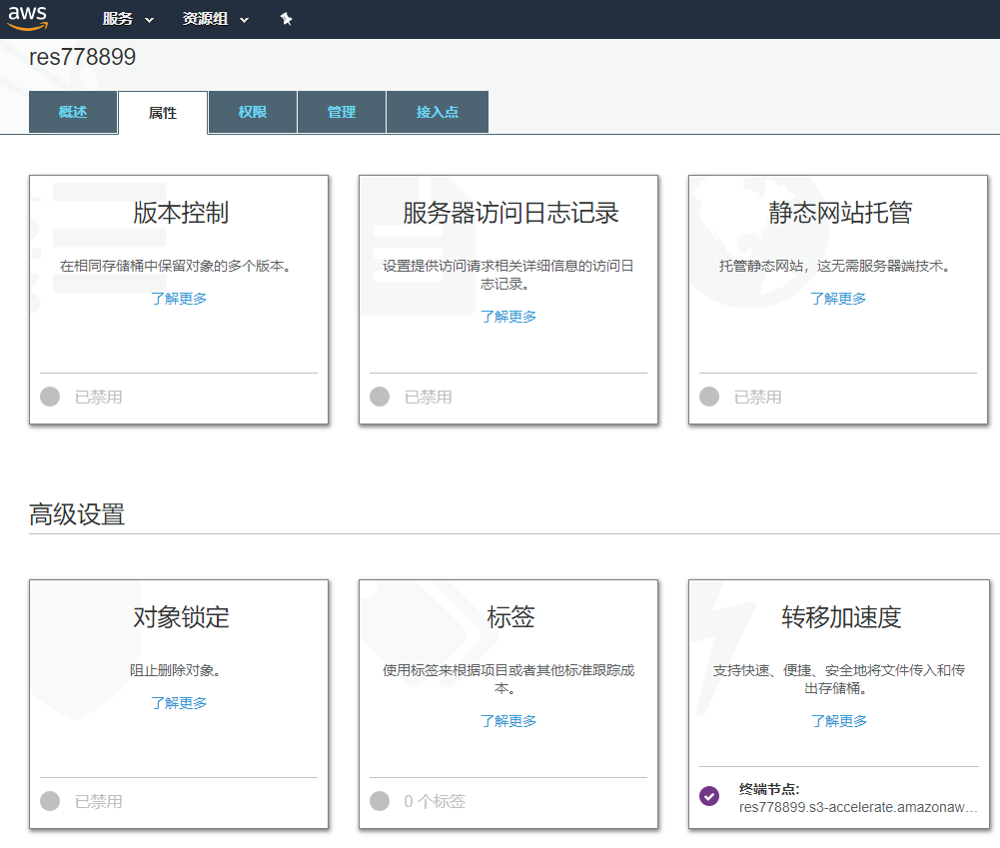 aws 服务 资源组
res778899
概述 属性 权限 管理 接入点
版本控制
在相同存储桶中保留对象的多个版本。
了解更多
已禁用
服务器访问日志记录
设置提供访问请求相关详细信息的访问日
志记录。
了解更多
已禁用
静态网站托管
托管静态网站，这无需服务器端技术。
了解更多
已禁用
高级设置
对象锁定
阻止删除对象。
了解更多
已禁用
标签
使用标签来根据项目或者其他标准跟踪成
本。
了解更多
0 个标签
转移加速度
支持快速、便捷、安全地将文件传入和传
出存储桶。
了解更多
终端节点:
res778899.s3-accelerate.amazonaw...